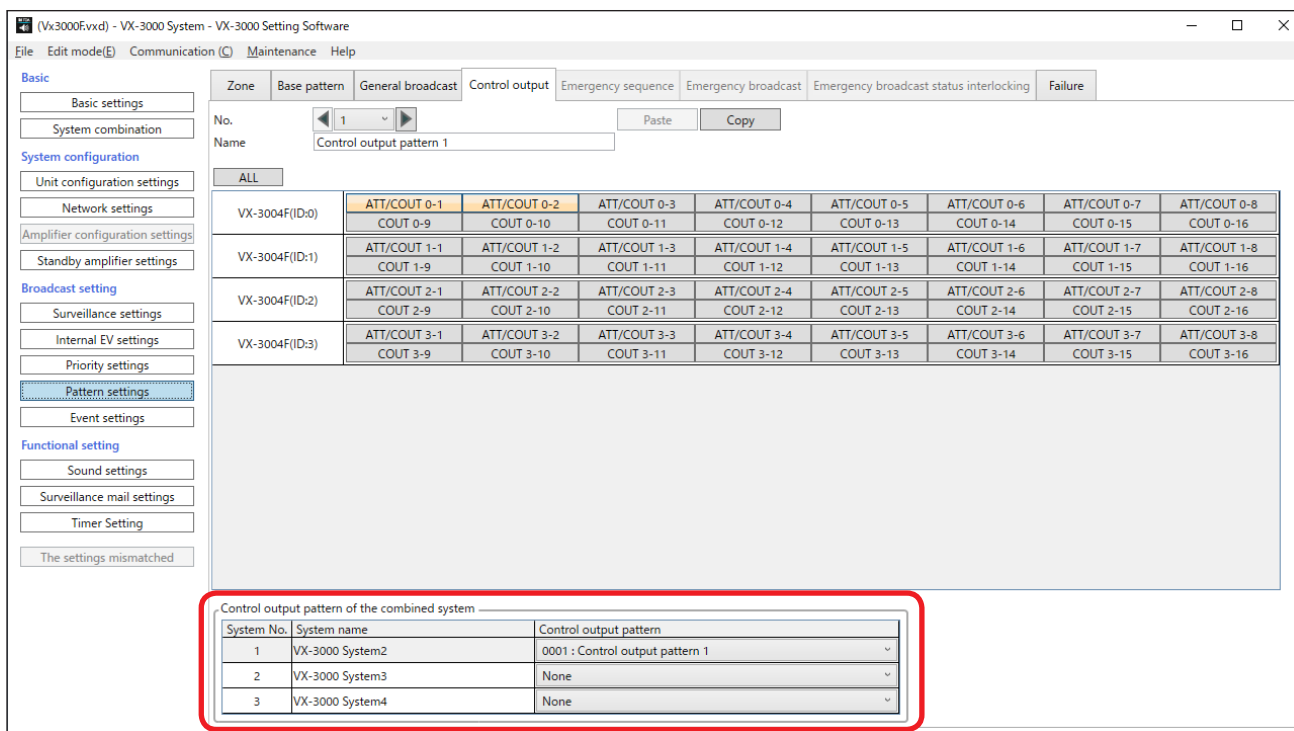 (Vx3000F.vxd) - VX-3000 System - VX-3000 Setting Software
File Edit mode(E) Communication (C) Maintenance Help
Basic
Basic settings
System combination
System configuration
Unit configuration settings
Network settings
Amplifier configuration settings
Standby amplifier settings
Broadcast setting
Surveillance settings
Internal EV settings
Priority settings
Pattern settings
Event settings
Functional setting
Sound settings
Surveillance mail settings
Timer Setting
The settings mismatched
Zone Base pattern General broadcast Control output Emergency sequence Emergency broadcast Emergency broadcast status interlocking Failure
No. 1 Paste Copy
Name Control output pattern 1
ALL
VX-3004F(ID:0)
ATT/COUT 0-1 ATT/COUT 0-2 ATT/COUT 0-3 ATT/COUT 0-4 ATT/COUT 0-5 ATT/COUT 0-6 ATT/COUT 0-7 ATT/COUT 0-8
COUT 0-9 COUT 0-10 COUT 0-11 COUT 0-12 COUT 0-13 COUT 0-14 COUT 0-15 COUT 0-16
VX-3004F(ID:1)
ATT/COUT 1-1 ATT/COUT 1-2 ATT/COUT 1-3 ATT/COUT 1-4 ATT/COUT 1-5 ATT/COUT 1-6 ATT/COUT 1-7 ATT/COUT 1-8
COUT 1-9 COUT 1-10 COUT 1-11 COUT 1-12 COUT 1-13 COUT 1-14 COUT 1-15 COUT 1-16
VX-3004F(ID:2)
ATT/COUT 2-1 ATT/COUT 2-2 ATT/COUT 2-3 ATT/COUT 2-4 ATT/COUT 2-5 ATT/COUT 2-6 ATT/COUT 2-7 ATT/COUT 2-8
COUT 2-9 COUT 2-10 COUT 2-11 COUT 2-12 COUT 2-13 COUT 2-14 COUT 2-15 COUT 2-16
VX-3004F(ID:3)
ATT/COUT 3-1 ATT/COUT 3-2 ATT/COUT 3-3 ATT/COUT 3-4 ATT/COUT 3-5 ATT/COUT 3-6 ATT/COUT 3-7 ATT/COUT 3-8
COUT 3-9 COUT 3-10 COUT 3-11 COUT 3-12 COUT 3-13 COUT 3-14 COUT 3-15 COUT 3-16
Control output pattern of the combined system
System No. System name Control output pattern
1 VX-3000 System2 0001 : Control output pattern 1
2 VX-3000 System3 None
3 VX-3000 System4 None